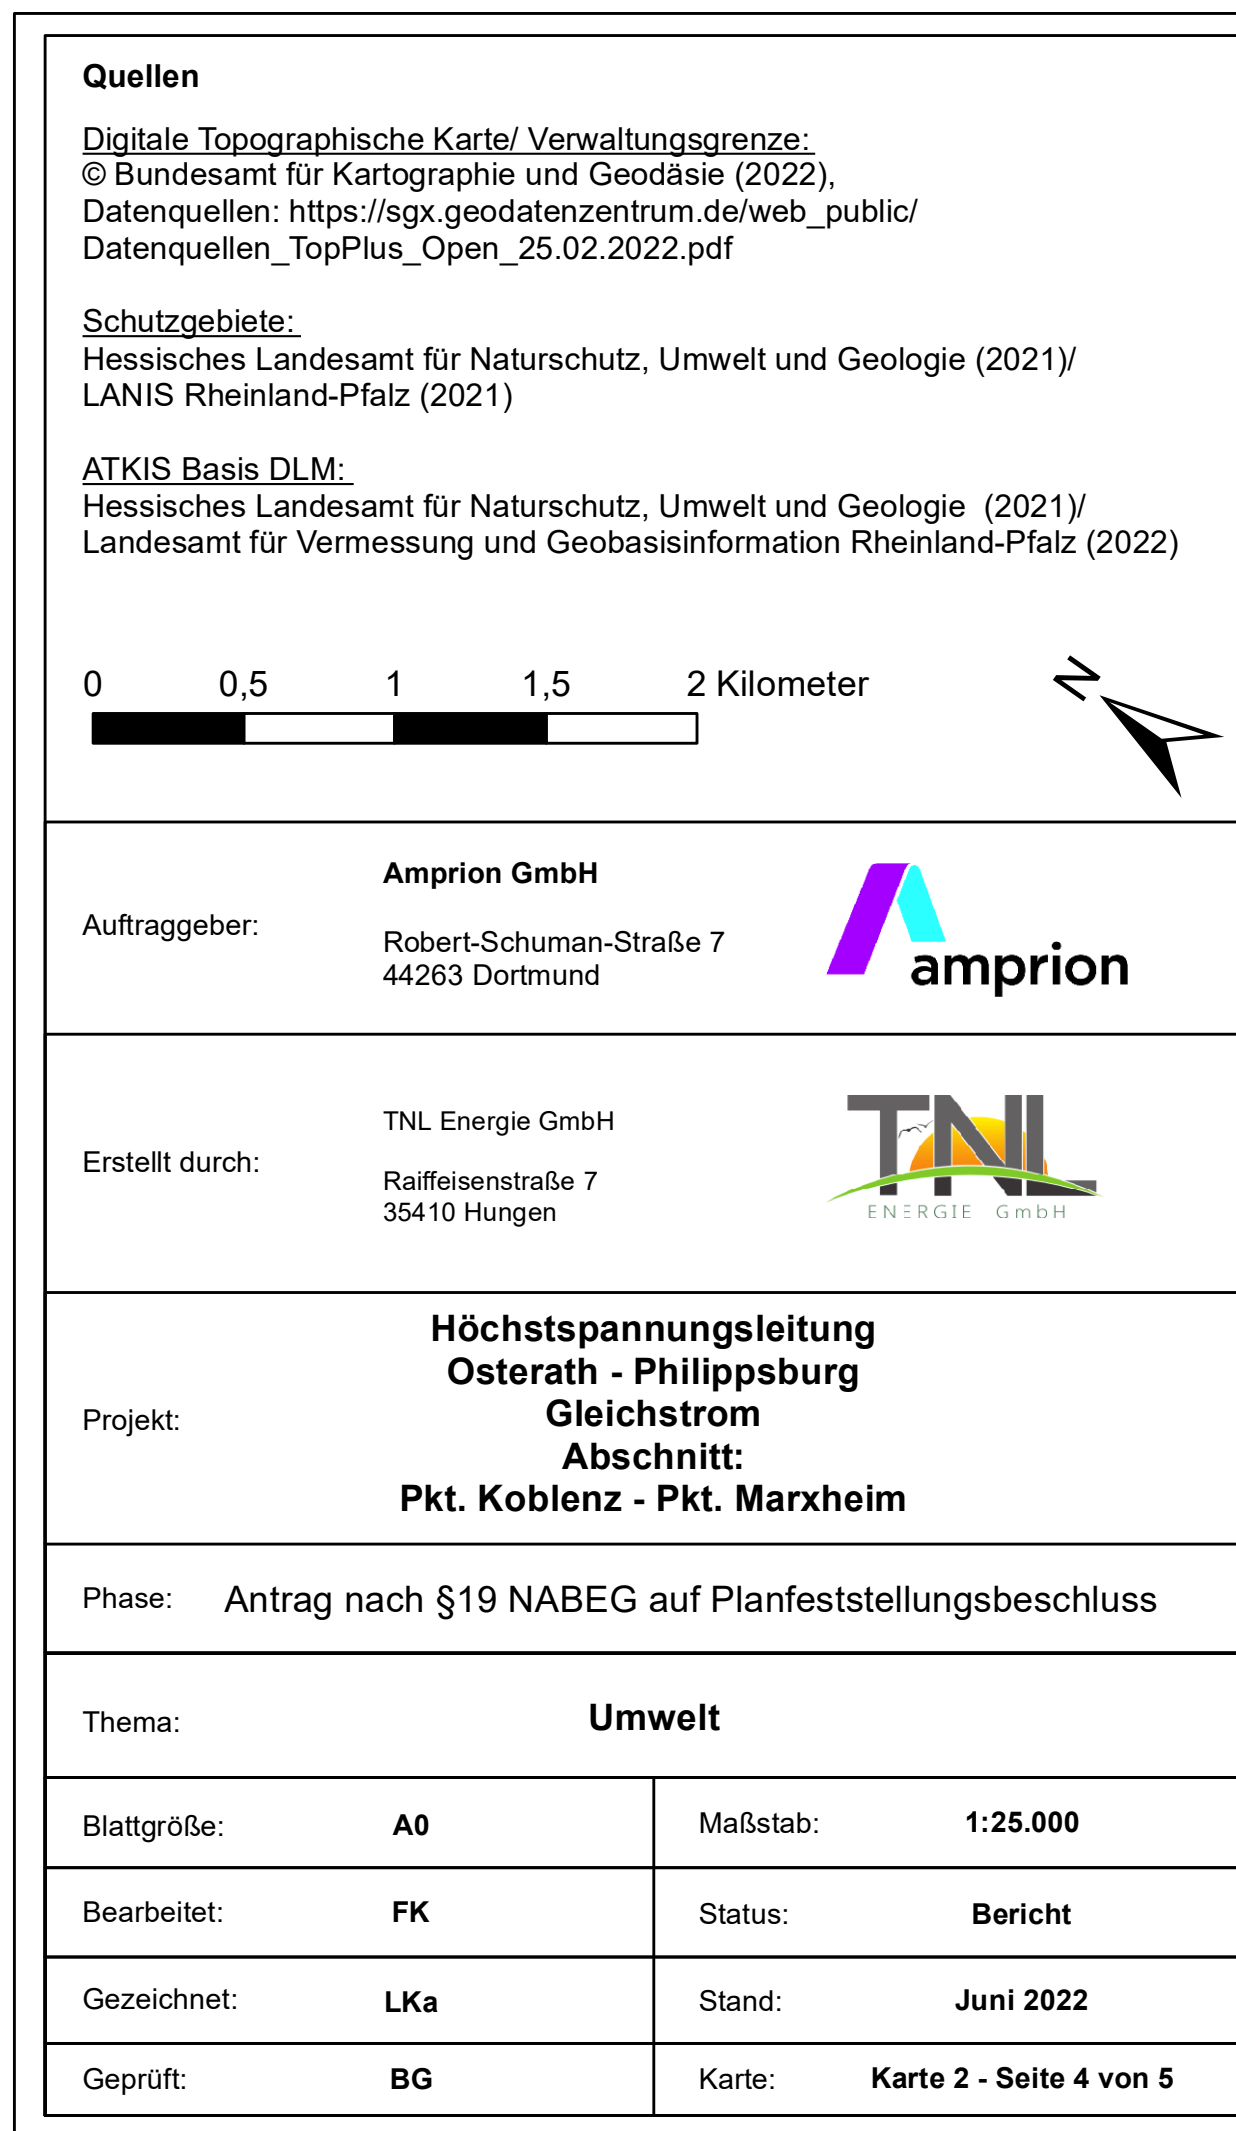 Quellen
Digitale Topographische Karte/ Verwaltungsgrenze:
© Bundesamt für Kartographie und Geodäsie (2022),
Datenquellen: https://sgx.geodatenzentrum.de/web_public/
Datenquellen_TopPlus_Open_25.02.2022.pdf
Schutzgebiete:
Hessisches Landesamt für Naturschutz, Umwelt und Geologie (2021)/
LANIS Rheinland-Pfalz (2021)
ATKIS Basis DLM:
Hessisches Landesamt für Naturschutz, Umwelt und Geologie (2021)/
Landesamt für Vermessung und Geobasisinformation Rheinland-Pfalz (2022)
0 0,5 1 1,5 2 Kilometer
N
Auftraggeber:
Amprion GmbH
Robert-Schuman-Straße 7
44263 Dortmund
amprion
Erstellt durch:
TNL Energie GmbH
Raiffeisenstraße 7
35410 Hungen
TNL
ENERGIE GmbH
Projekt:
Höchstspannungsleitung
Osterath - Philippsburg
Gleichstrom
Abschnitt:
Pkt. Koblenz - Pkt. Marxheim
Phase: Antrag nach §19 NABEG auf Planfeststellungsbeschluss
Thema: Umwelt
Blattgröße: A0 Maßstab: 1:25.000
Bearbeitet: FK Status: Bericht
Gezeichnet: LKa Stand: Juni 2022
Geprüft: BG Karte: Karte 2 - Seite 4 von 5